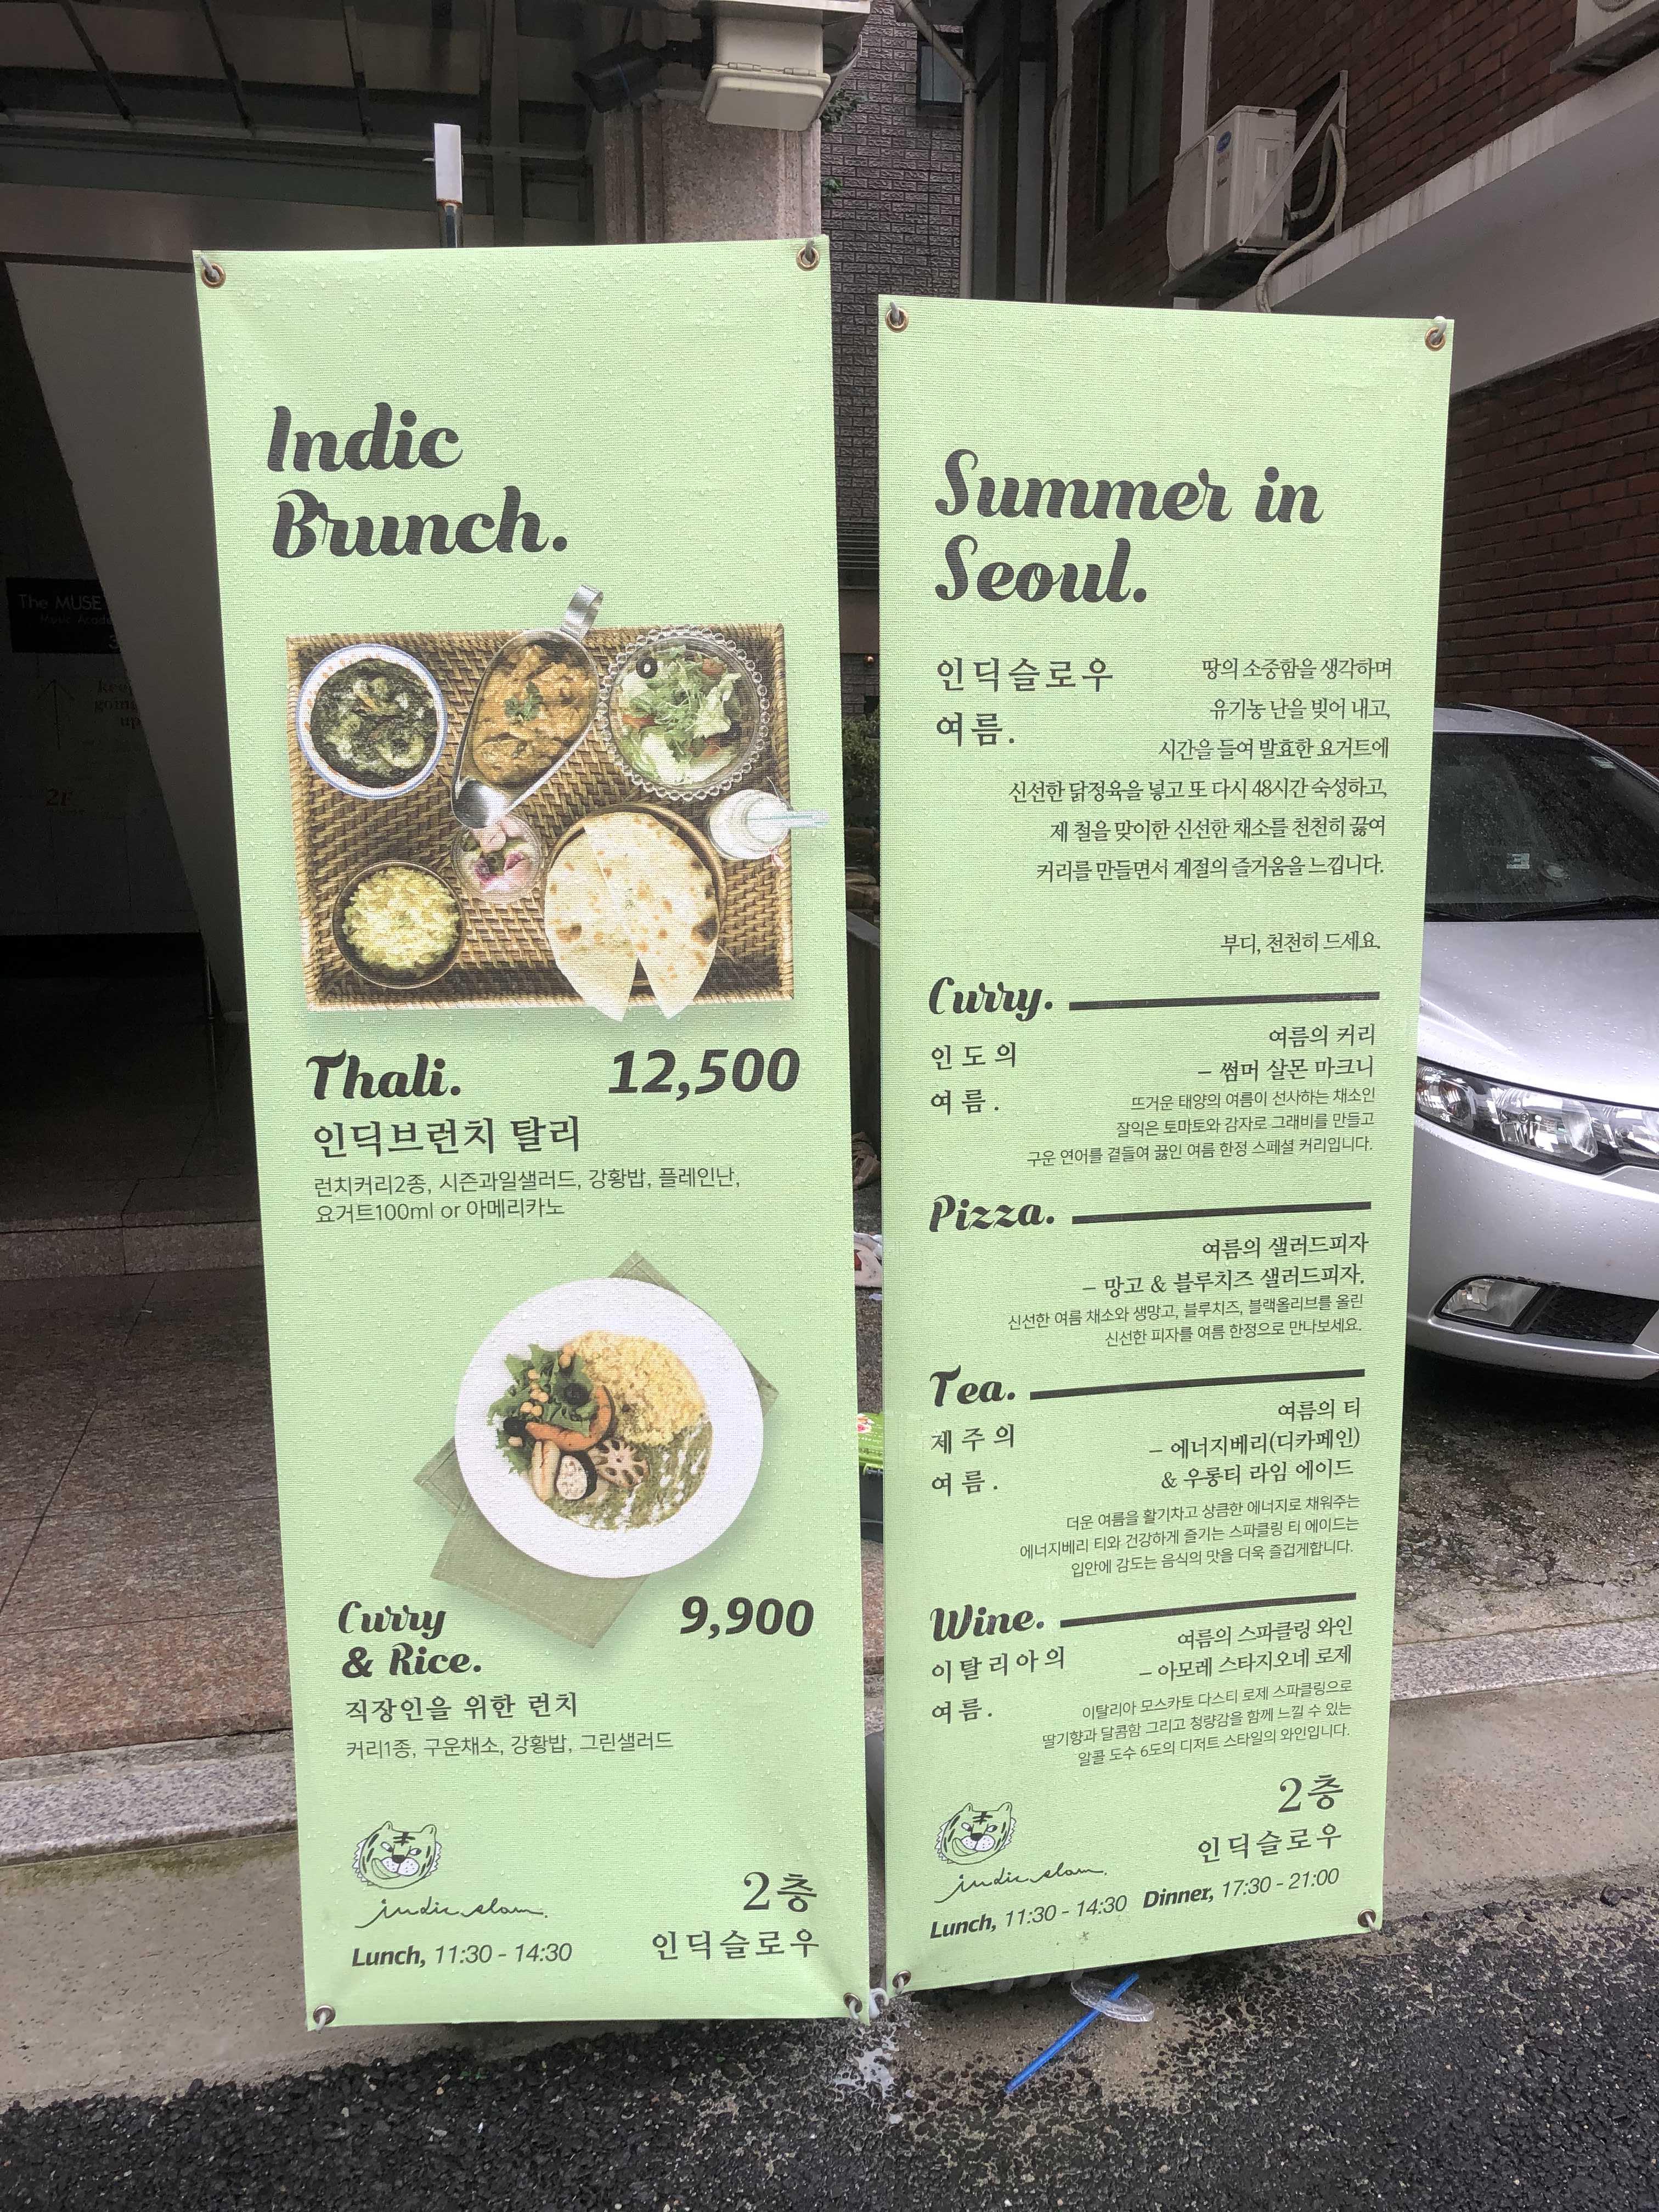 Indic
Brunch.
Thali. 12,500
인딕브런치 탈리
런치커리2종, 시즌과일샐러드, 강황밥, 플레인난,
요거트100ml or 아메리카노
Curry
& Rice.
9,900
직장인을 위한 런치
커리1종, 구운채소, 강황밥, 그린샐러드
indic slow.
Lunch, 11:30 - 14:30
2층
인딕슬로우
Summer in
Seoul.
인딕슬로우
여름.
땅의 소중함을 생각하며
유기농 난을 빚어 내고,
시간을 들여 발효한 요거트에
신선한 닭정육을 넣고 또 다시 48시간 숙성하고,
제 철을 맞이한 신선한 채소를 천천히 끓여
커리를 만들면서 계절의 즐거움을 느낍니다.
부디, 천천히 드세요.
Curry.
인도의
여름.
여름의 커리
– 썸머 살몬 마크니
뜨거운 태양의 여름이 선사하는 채소인
잘익은 토마토와 감자로 그래비를 만들고
구운 연어를 곁들여 끓인 여름 한정 스페셜 커리입니다.
Pizza.
여름의 샐러드피자
– 망고 & 블루치즈 샐러드피자.
신선한 여름 채소와 생망고, 블루치즈, 블랙올리브를 올린
신선한 피자를 여름 한정으로 만나보세요.
Tea.
제주의
여름.
여름의 티
– 에너지베리(디카페인)
& 우롱티 라임 에이드
더운 여름을 활기차고 상큼한 에너지로 채워주는
에너지베리 티와 건강하게 즐기는 스파클링 티 에이드는
입안에 감도는 음식의 맛을 더욱 즐겁게합니다.
Wine.
이탈리아의
여름.
여름의 스파클링 와인
– 아모레 스타지오네 로제
이탈리아 모스카토 다스티 로제 스파클링으로
딸기향과 달콤함 그리고 청량감을 함께 느낄 수 있는
알콜 도수 6도의 디저트 스타일의 와인입니다.
2층
인딕슬로우
indic slow.
Lunch, 11:30 - 14:30 Dinner, 17:30 - 21:00
The MUSE
keep
going
up
2F